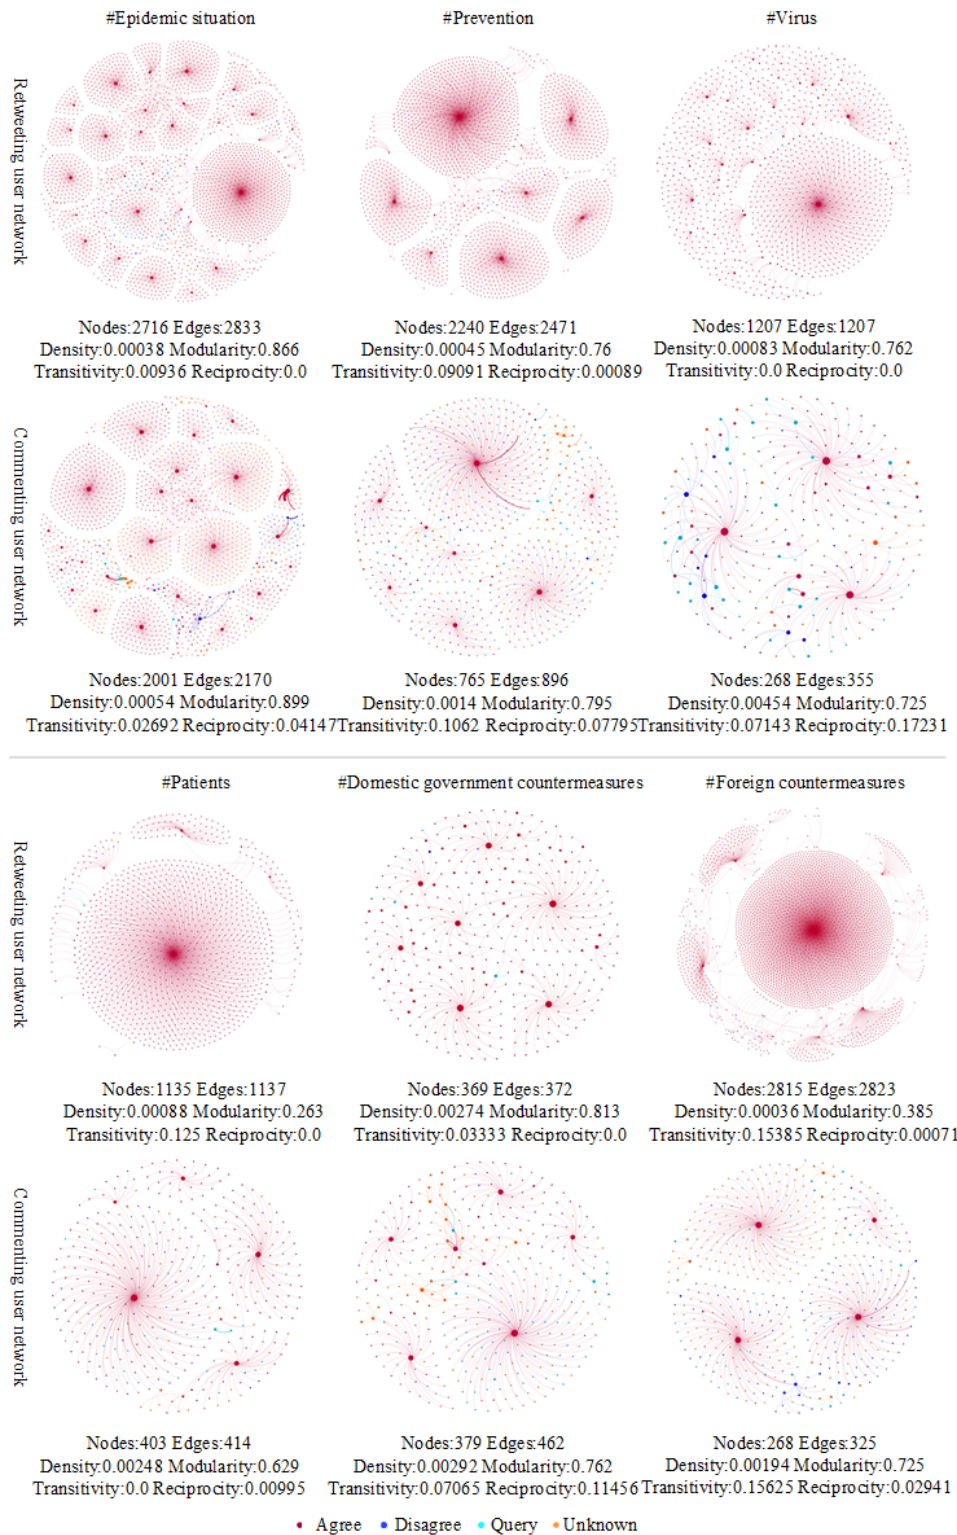 #Epidemic situation #Prevention #Virus
Retweeting user network
Nodes:2716 Edges:2833 Nodes:2240 Edges:2471 Nodes:1207 Edges:1207
Density:0.00038 Modularity:0.866 Density:0.00045 Modularity:0.76 Density:0.00083 Modularity:0.762
Transitivity:0.00936 Reciprocity:0.0 Transitivity:0.09091 Reciprocity:0.00089 Transitivity:0.0 Reciprocity:0.0
Commenting user network
Nodes:2001 Edges:2170 Nodes:765 Edges:896 Nodes:268 Edges:355
Density:0.00054 Modularity:0.899 Density:0.0014 Modularity:0.795 Density:0.00454 Modularity:0.725
Transitivity:0.02692 Reciprocity:0.04147 Transitivity:0.1062 Reciprocity:0.07795 Transitivity:0.07143 Reciprocity:0.17231
#Patients #Domestic government countermeasures #Foreign countermeasures
Retweeting user network
Nodes:1135 Edges:1137 Nodes:369 Edges:372 Nodes:2815 Edges:2823
Density:0.00088 Modularity:0.263 Density:0.00274 Modularity:0.813 Density:0.00036 Modularity:0.385
Transitivity:0.125 Reciprocity:0.0 Transitivity:0.03333 Reciprocity:0.0 Transitivity:0.15385 Reciprocity:0.00071
Commenting user network
Nodes:403 Edges:414 Nodes:379 Edges:462 Nodes:268 Edges:325
Density:0.00248 Modularity:0.629 Density:0.00292 Modularity:0.762 Density:0.00194 Modularity:0.725
Transitivity:0.0 Reciprocity:0.00995 Transitivity:0.07065 Reciprocity:0.11456 Transitivity:0.15625 Reciprocity:0.02941
Agree Disagree Query Unknown